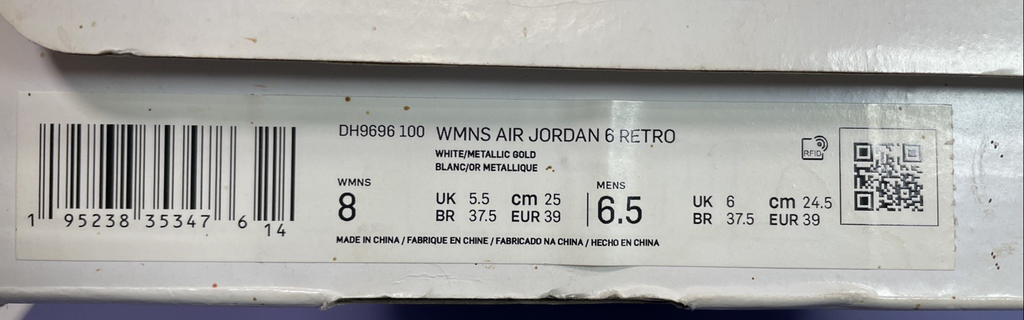 DH9696 100 WMNS AIR JORDAN 6 RETRO
WHITE/METALLIC GOLD
BLANC/OR METALLIQUE
RFID
WMNS
8
UK 5.5 cm 25
BR 37.5 EUR 39
MENS
6.5
UK 6 cm 24.5
BR 37.5 EUR 39
MADE IN CHINA / FABRIQUE EN CHINE / FABRICADO NA CHINA / HECHO EN CHINA
1 95238 35347 6 14